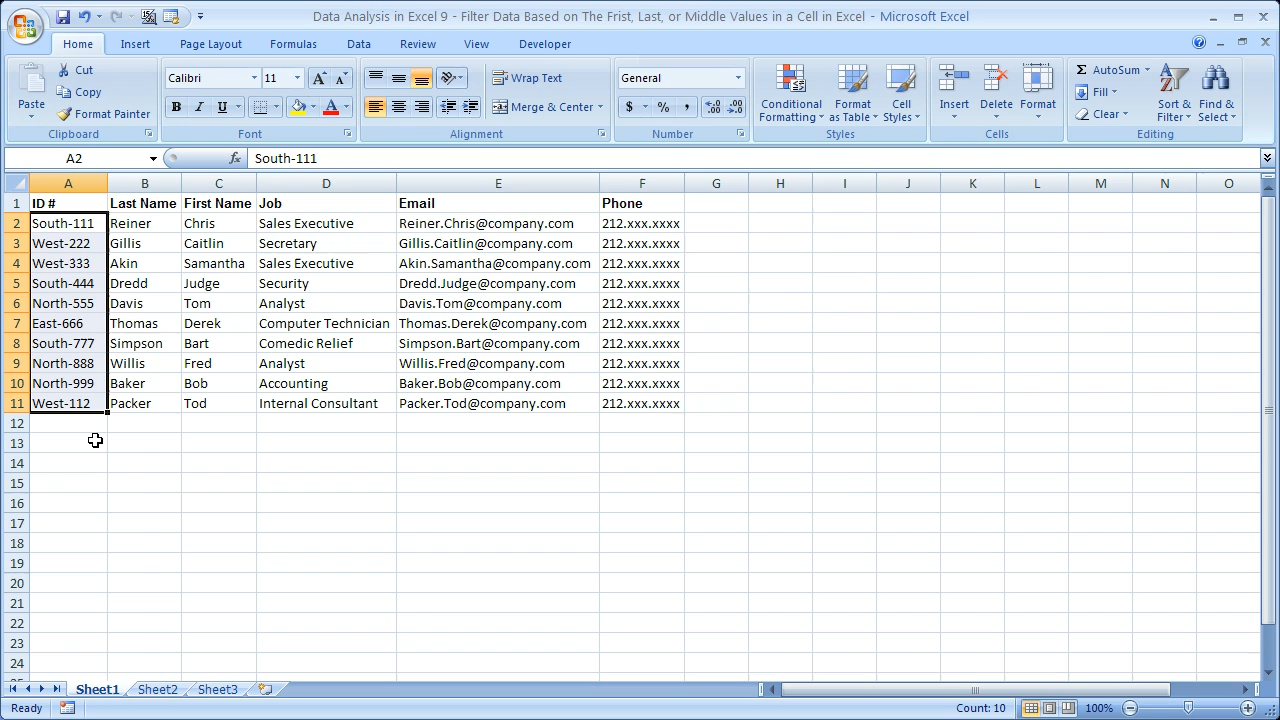 Data Analysis in Excel 9 - Filter Data Based on The Frist, Last, or Middle Values in a Cell in Excel - Microsoft Excel
Home Insert Page Layout Formulas Data Review View Developer
Paste
Cut
Copy
Format Painter
Clipboard
Calibri 11
B I U
Font
Wrap Text
Merge & Center
Alignment
General
$ % ,
Number
Conditional Formatting
Format as Table
Cell Styles
Styles
Insert Delete Format
Cells
Σ AutoSum
Fill
Clear
Sort & Filter
Find & Select
Editing
A2 fx South-111
A B C D E F G H I J K L M N O
1 ID # Last Name First Name Job Email Phone
2 South-111 Reiner Chris Sales Executive Reiner.Chris@company.com 212.xxx.xxxx
3 West-222 Gillis Caitlin Secretary Gillis.Caitlin@company.com 212.xxx.xxxx
4 West-333 Akin Samantha Sales Executive Akin.Samantha@company.com 212.xxx.xxxx
5 South-444 Dredd Judge Security Dredd.Judge@company.com 212.xxx.xxxx
6 North-555 Davis Tom Analyst Davis.Tom@company.com 212.xxx.xxxx
7 East-666 Thomas Derek Computer Technician Thomas.Derek@company.com 212.xxx.xxxx
8 South-777 Simpson Bart Comedic Relief Simpson.Bart@company.com 212.xxx.xxxx
9 North-888 Willis Fred Analyst Willis.Fred@company.com 212.xxx.xxxx
10 North-999 Baker Bob Accounting Baker.Bob@company.com 212.xxx.xxxx
11 West-112 Packer Tod Internal Consultant Packer.Tod@company.com 212.xxx.xxxx
12
13
14
15
16
17
18
19
20
21
22
23
24
Sheet1 Sheet2 Sheet3
Ready Count: 10 100%